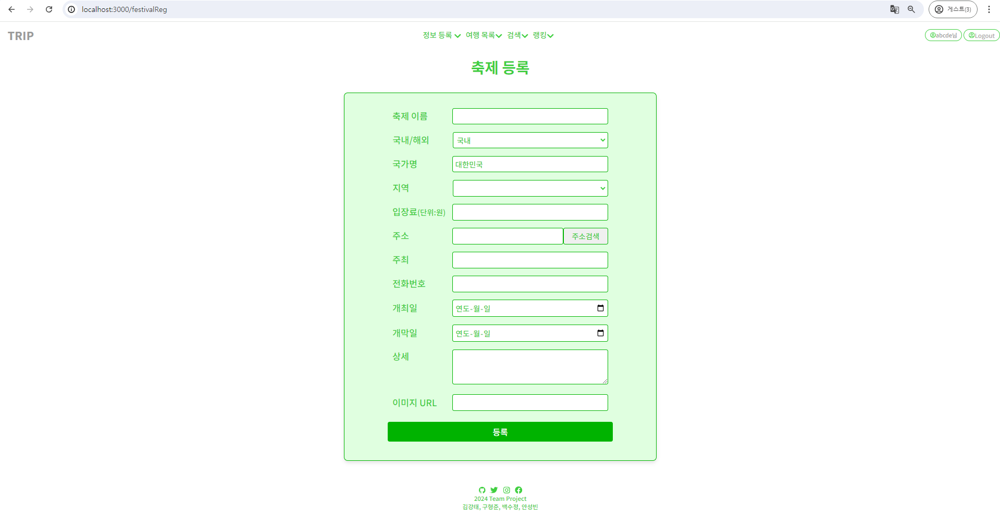 localhost:3000/festivalReg
게스트(3)
TRIP
정보 등록 여행 목록 검색 랭킹
abcde님 Logout
축제 등록
축제 이름
국내/해외 국내
국가명 대한민국
지역
입장료(단위:원)
주소 주소검색
주최
전화번호
개최일 연도-월-일
개막일 연도-월-일
상세
이미지 URL
등록
2024 Team Project
김강태, 구형준, 백수정, 안성빈